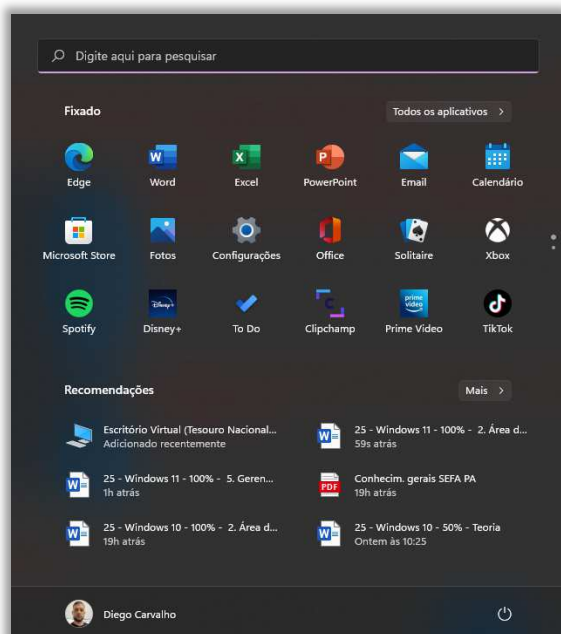 Digite aqui para pesquisar
Fixado
Todos os aplicativos >
Edge
Word
Excel
PowerPoint
Email
Calendário
Microsoft Store
Fotos
Configurações
Office
Solitaire
Xbox
Spotify
Disney+
prime video
To Do
Clipchamp
Prime Video
TikTok
Recomendações
Mais >
Escritório Virtual (Tesouro Nacional...
Adicionado recentemente
25 - Windows 11 - 100% - 2. Área d...
59s atrás
25 - Windows 11 - 100% - 5. Geren...
1h atrás
PDF
Conhecim. gerais SEFA PA
19h atrás
25 - Windows 10 - 100% - 2. Área d...
19h atrás
25 - Windows 10 - 50% - Teoria
Ontem às 10:25
Diego Carvalho